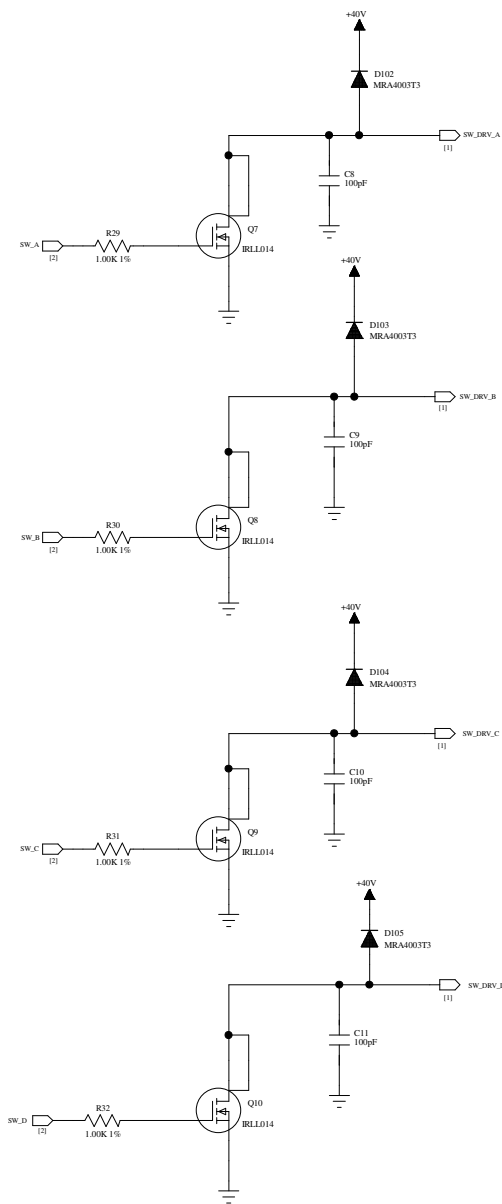 +40V
D102
MRA4003T3
SW_DRV_A
[1]
C8
100pF
Q7
IRLL014
R29
SW_A
[2]
1.00K 1%
+40V
D103
MRA4003T3
SW_DRV_B
[1]
C9
100pF
Q8
IRLL014
R30
SW_B
[2]
1.00K 1%
+40V
D104
MRA4003T3
SW_DRV_C
[1]
C10
100pF
Q9
IRLL014
R31
SW_C
[2]
1.00K 1%
+40V
D105
MRA4003T3
SW_DRV_I
[1]
C11
100pF
Q10
IRLL014
R32
SW_D
[2]
1.00K 1%